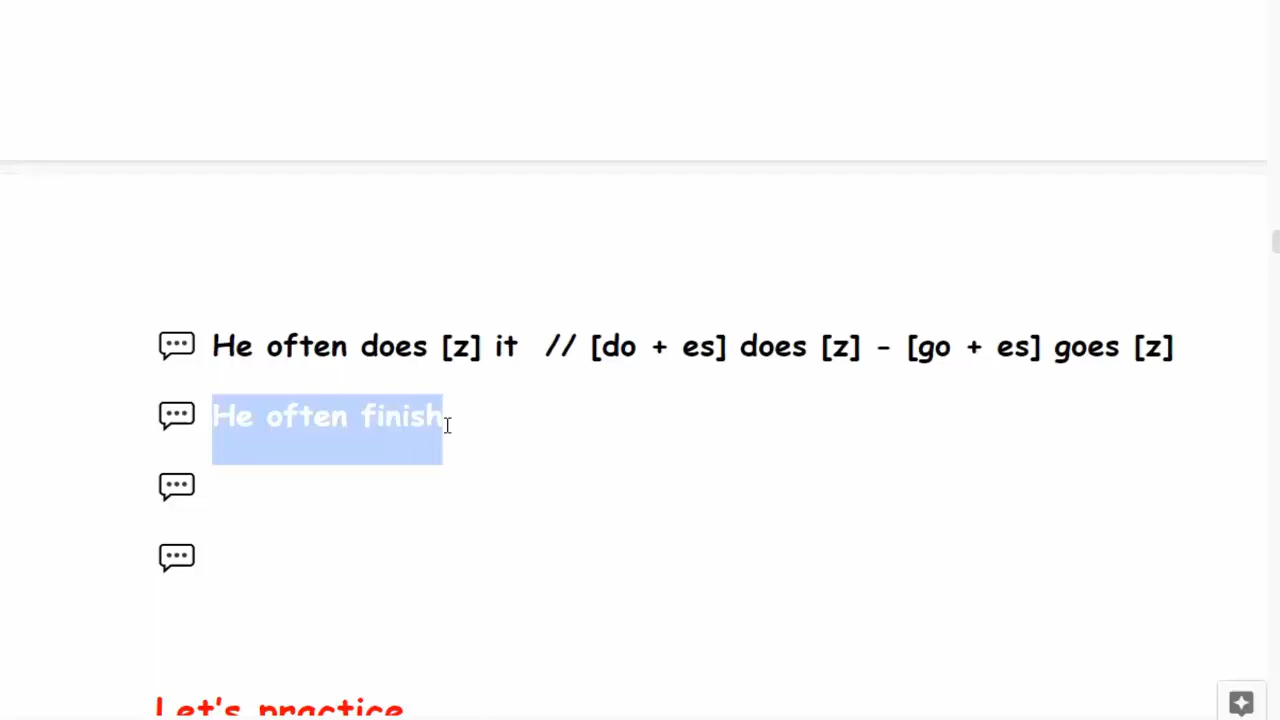 He often does [z] it // [do + es] does [z] - [go + es] goes [z]
He often finish
Let's practice